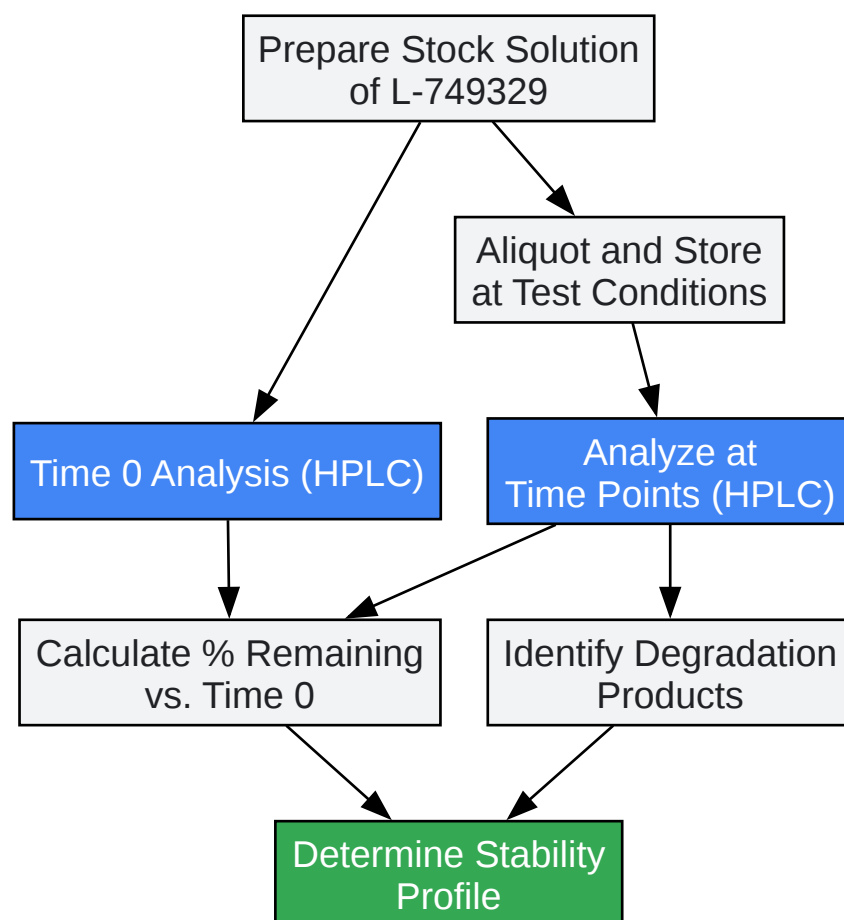 Prepare Stock Solution
of L-749329
Aliquot and Store
at Test Conditions
Time 0 Analysis (HPLC)
Analyze at
Time Points (HPLC)
Calculate % Remaining
vs. Time 0
Identify Degradation
Products
Determine Stability
Profile